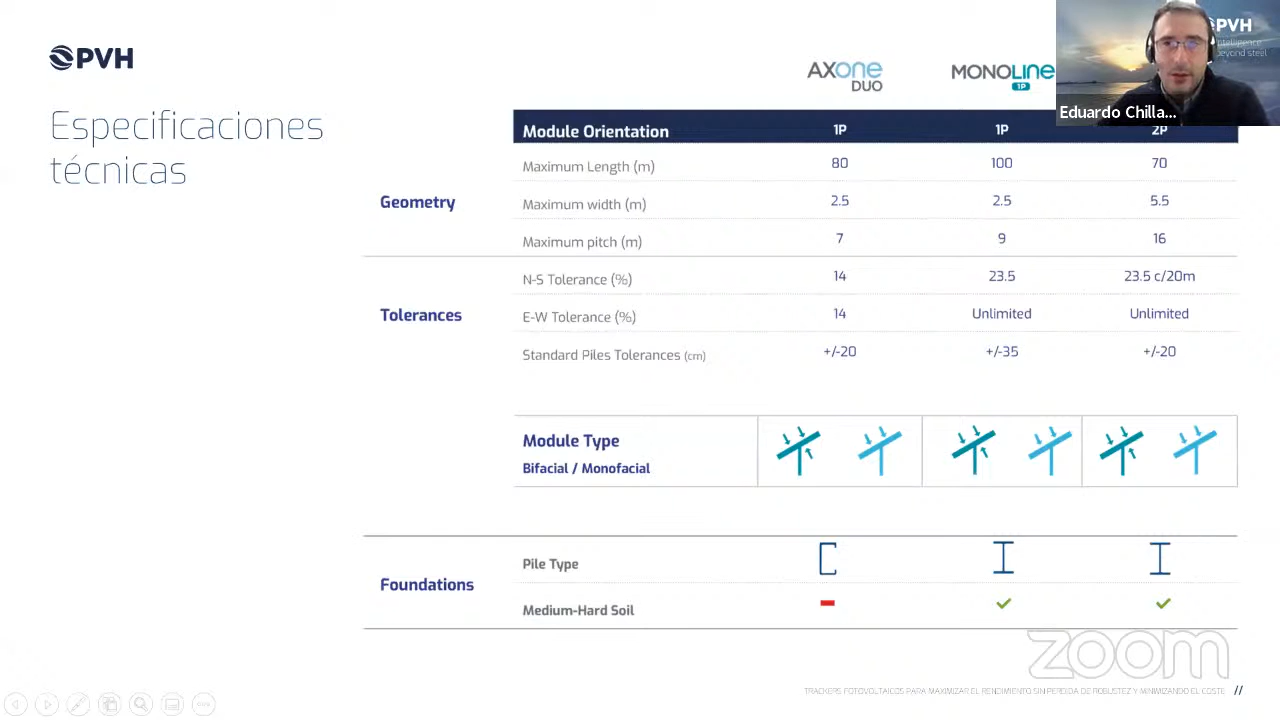 PVH
AXONE
DUO
MONOLINE
1P
PVH
intelligence
beyond steel
Eduardo Chilla...
Especificaciones
técnicas
Module Orientation 1P 1P 2P
Geometry
Maximum Length (m) 80 100 70
Maximum width (m) 2.5 2.5 5.5
Maximum pitch (m) 7 9 16
Tolerances
N-S Tolerance (%) 14 23.5 23.5 c/20m
E-W Tolerance (%) 14 Unlimited Unlimited
Standard Piles Tolerances (cm) +/-20 +/-35 +/-20
Module Type
Bifacial / Monofacial
Foundations
Pile Type
Medium-Hard Soil
zoom
TRACKERS FOTOVOLTAICOS PARA MAXIMIZAR EL RENDIMIENTO SIN PERDIDA DE ROBUSTEZ Y MINIMIZANDO EL COSTE //